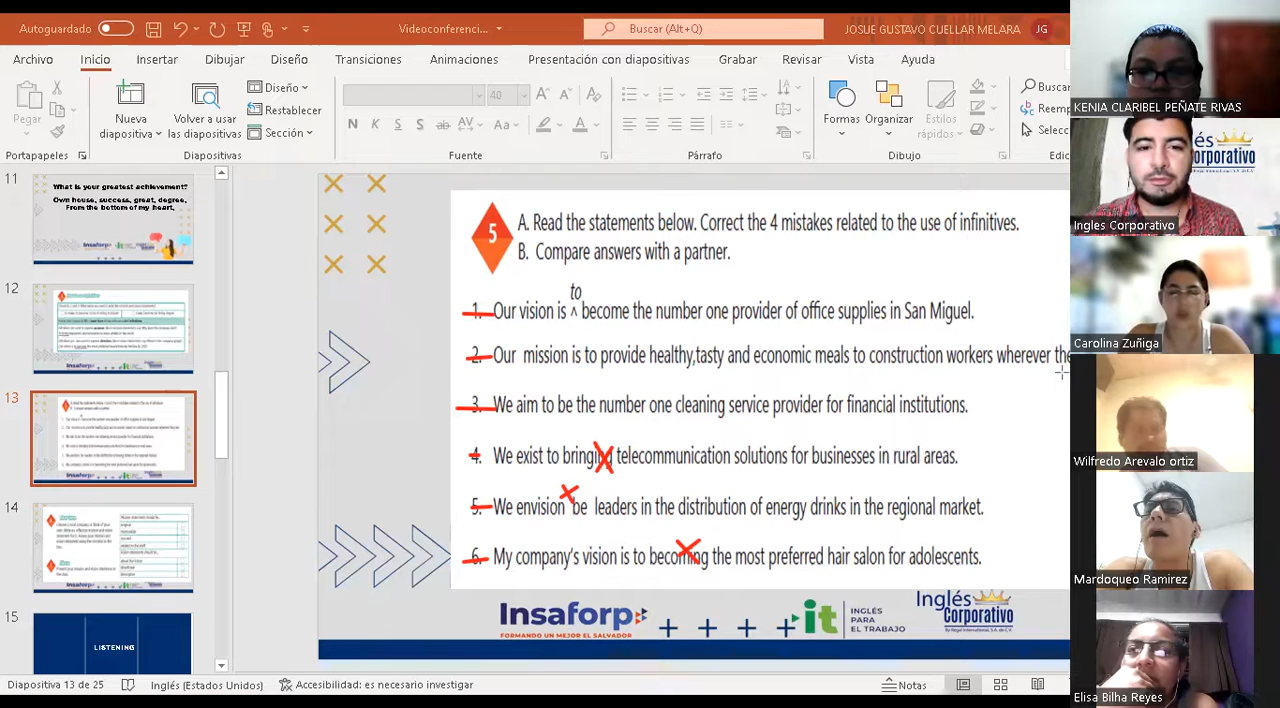 Autoguardado
Videoconferenci...
Buscar (Alt+Q)
JOSUE GUSTAVO CUELLAR MELARA
JG
Archivo
Inicio
Insertar
Dibujar
Diseño
Transiciones
Animaciones
Presentación con diapositivas
Grabar
Revisar
Vista
Ayuda
Pegar
Nueva diapositiva
Volver a usar las diapositivas
Diseño
Restablecer
Sección
40
N K S S ab AV Aa A
Formas
Organizar
Estilos rápidos
Buscar
Reemp
Selecc
Portapapeles
Diapositivas
Fuente
Párrafo
Dibujo
Edic
11
What is your greatest achievement?
Own house, success, great, degree,
From the bottom of my heart,
Insaforp
12
13
14
15
LISTENING
5
A. Read the statements below. Correct the 4 mistakes related to the use of infinitives.
B. Compare answers with a partner.
to
1. Our vision is ^ become the number one provider of office supplies in San Miguel.
2. Our mission is to provide healthy,tasty and economic meals to construction workers wherever the
3. We aim to be the number one cleaning service provider for financial institutions.
4. We exist to bringing telecommunication solutions for businesses in rural areas.
5. We envision be leaders in the distribution of energy drinks in the regional market.
6. My company's vision is to becoming the most preferred hair salon for adolescents.
Insaforp
FORMANDO UN MEJOR EL SALVADOR
it
INGLÉS
PARA
EL TRABAJO
Inglés
Corporativo
By Regal International, S.A. de C.V.
Diapositiva 13 de 25
Inglés (Estados Unidos)
Accesibilidad: es necesario investigar
Notas
KENIA CLARIBEL PEÑATE RIVAS
Ingles Corporativo
Carolina Zuñiga
Wilfredo Arevalo ortiz
Mardoqueo Ramirez
Elisa Bilha Reyes